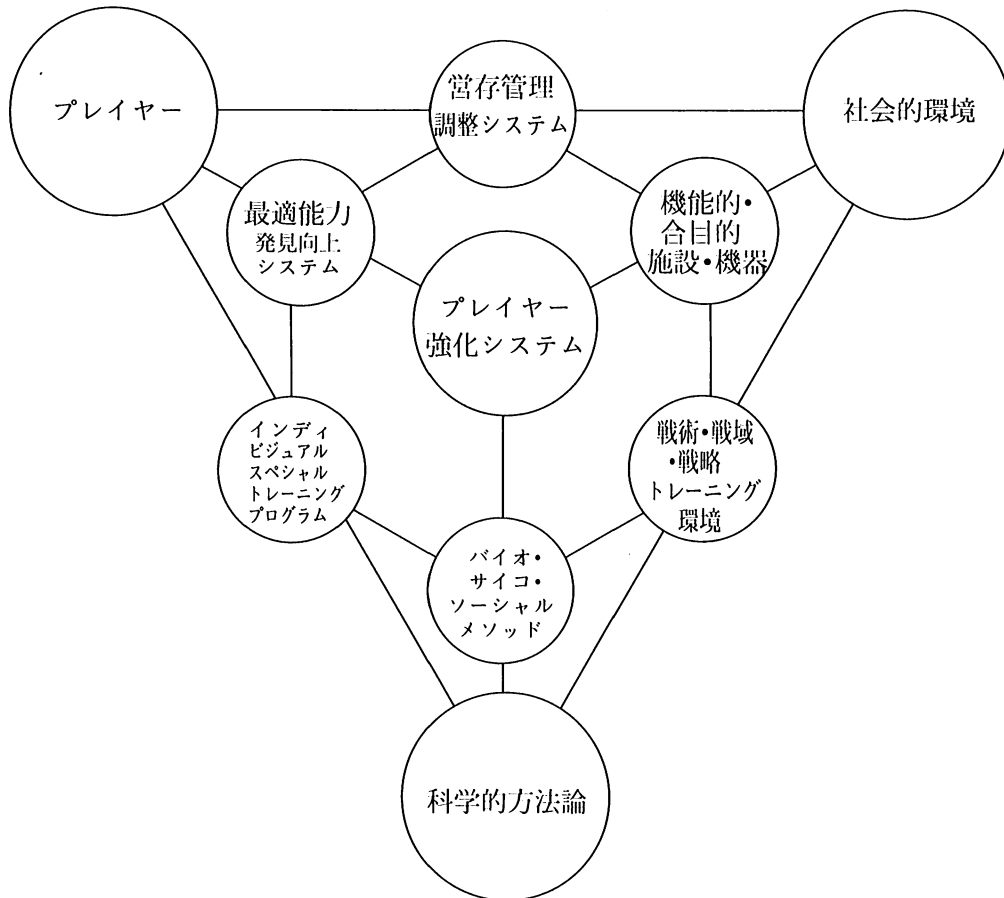 プレイヤー
営存管理
調整システム
社会的環境
最適能力
発見向上
システム
機能的・
合目的
施設・機器
プレイヤー
強化システム
インディ
ビジュアル
スペシャル
トレーニング
プログラム
戦術・戦域
・戦略
トレーニング
環境
バイオ・
サイコ・
ソーシャル
メソッド
科学的方法論